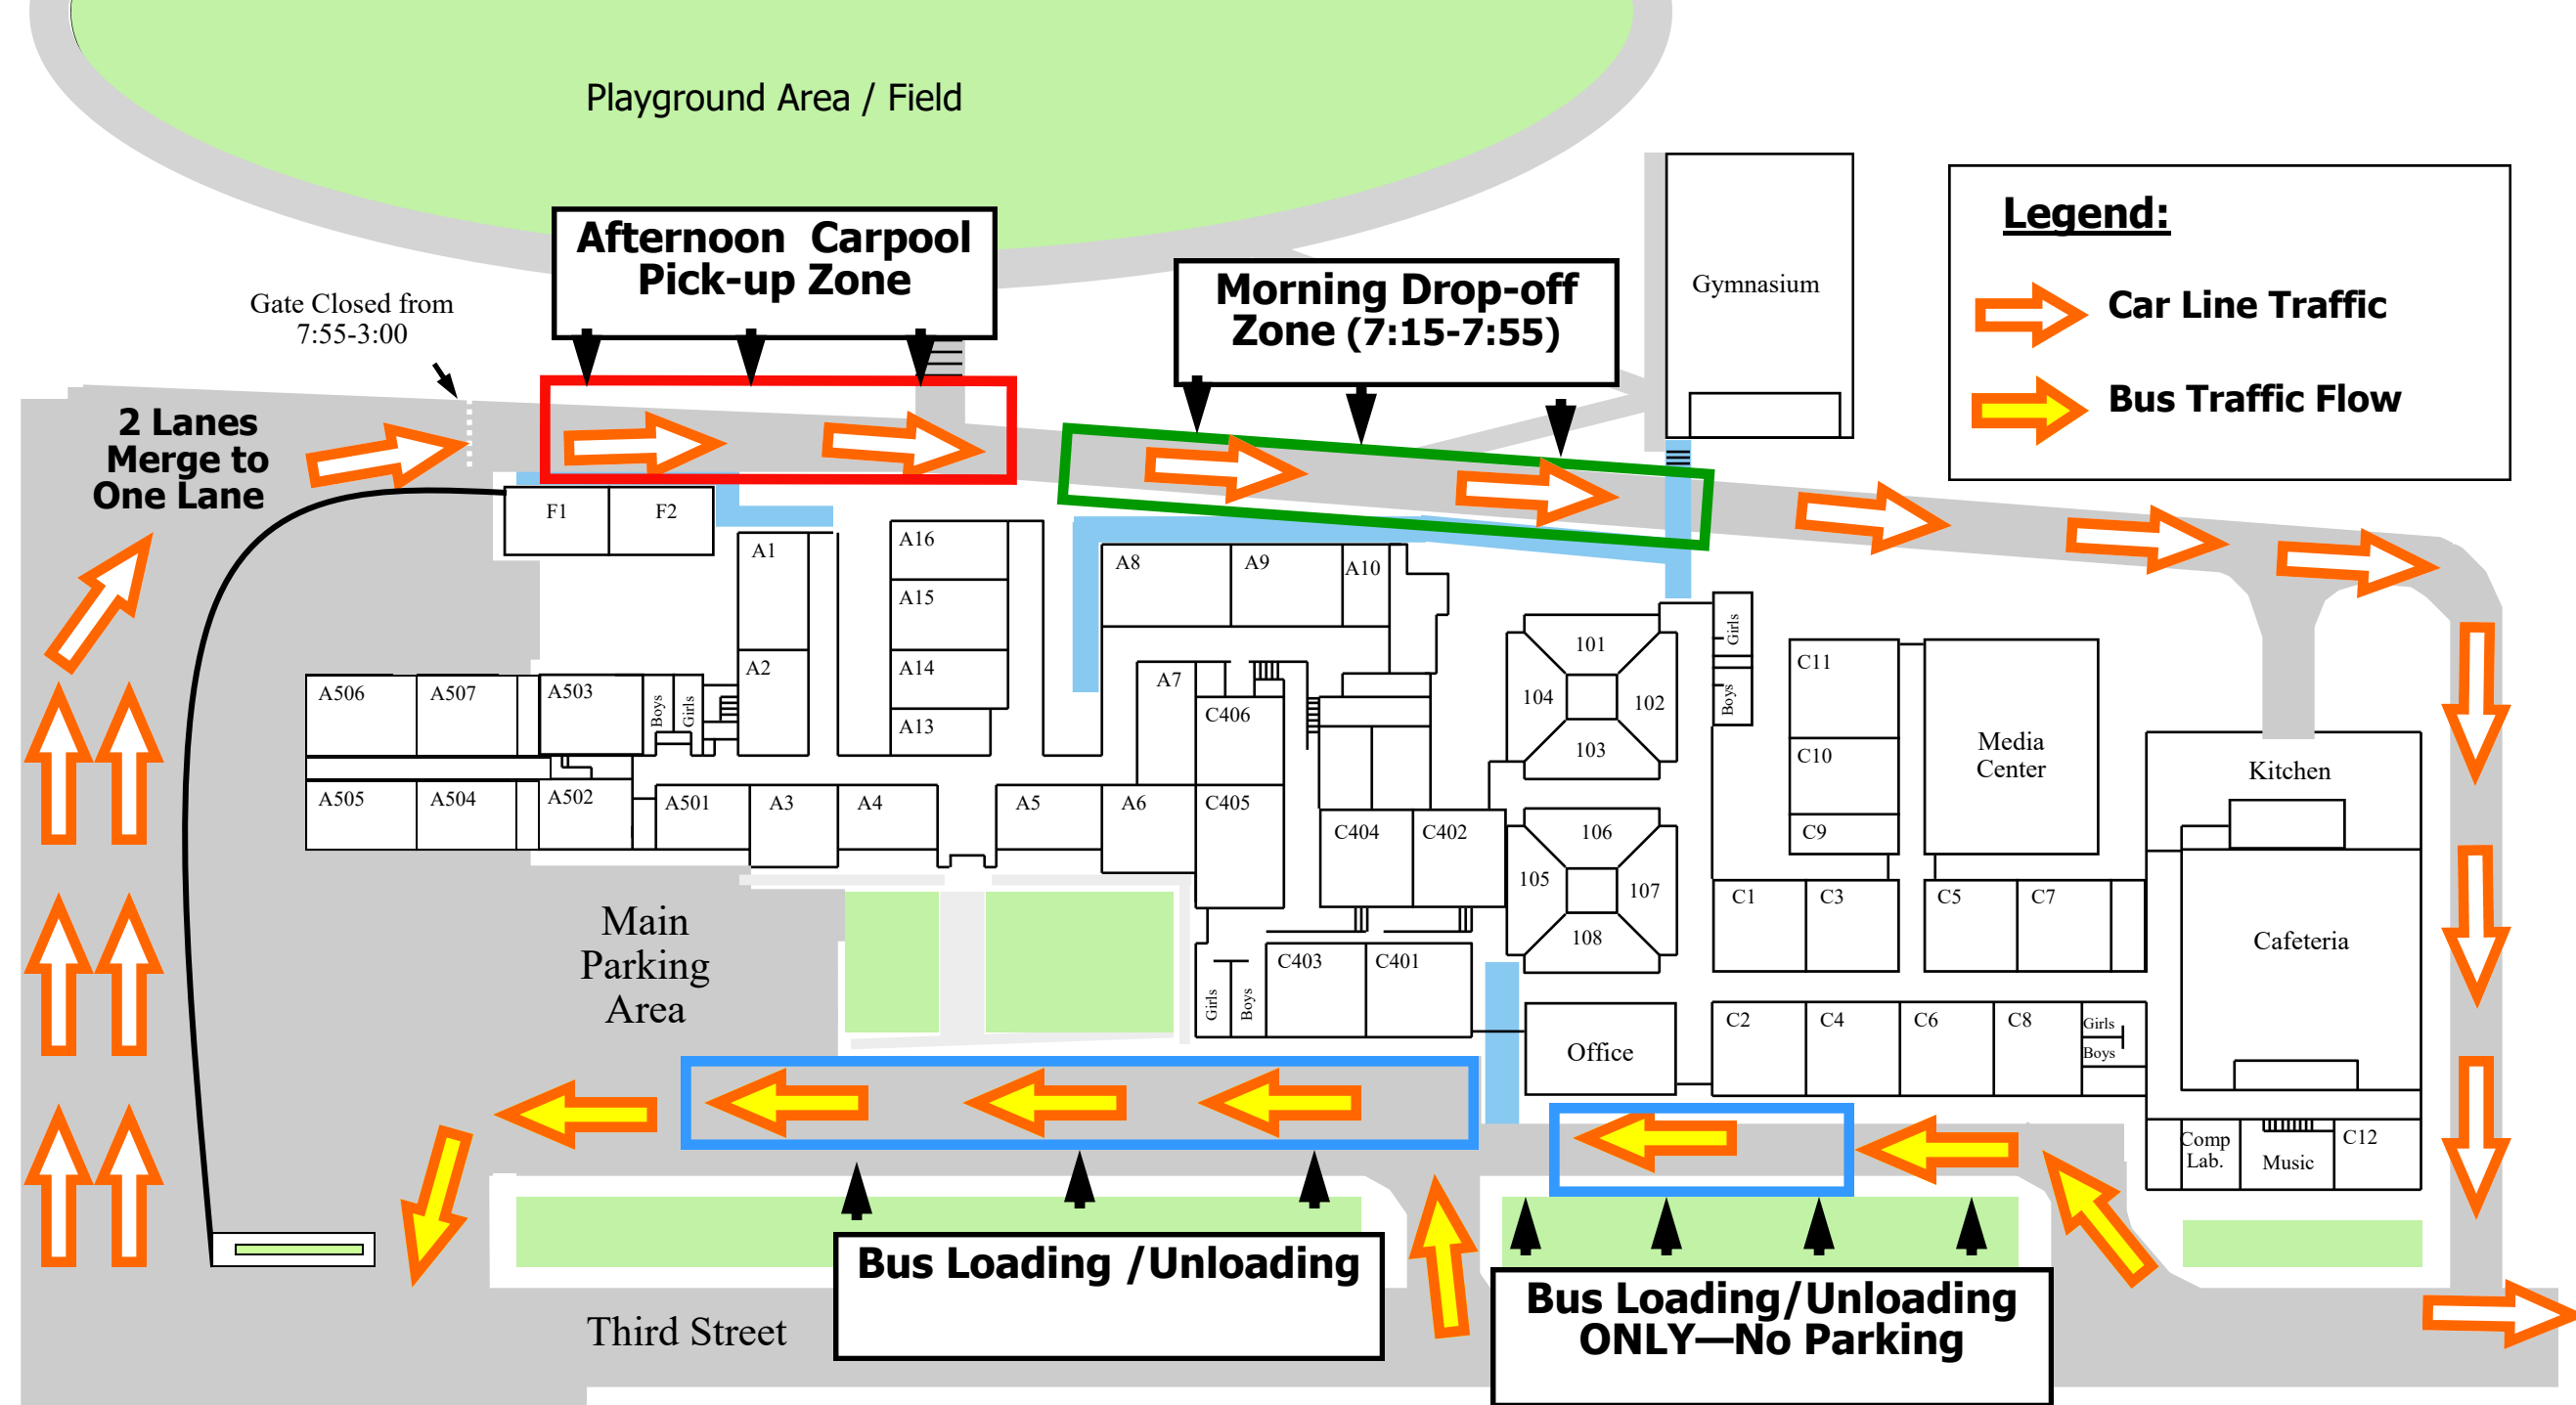 Playground Area / Field
Afternoon Carpool
Pick-up Zone
Morning Drop-off
Zone (7:15-7:55)
Gymnasium
Legend:
Car Line Traffic
Bus Traffic Flow
Gate Closed from
7:55-3:00
2 Lanes
Merge to
One Lane
F1
F2
A1
A2
A16
A15
A14
A13
A8
A9
A10
A7
C406
C405
101
104
102
103
Girls
Boys
C11
C10
C9
Media
Center
Kitchen
A506
A507
A503
Boys
Girls
A505
A504
A502
A501
A3
A4
A5
A6
C404
C402
106
105
107
108
C1
C3
C5
C7
Cafeteria
Main
Parking
Area
Girls
Boys
C403
C401
Office
C2
C4
C6
C8
Girls
Boys
Comp
Lab.
Music
C12
Bus Loading /Unloading
Bus Loading/Unloading
ONLY—No Parking
Third Street